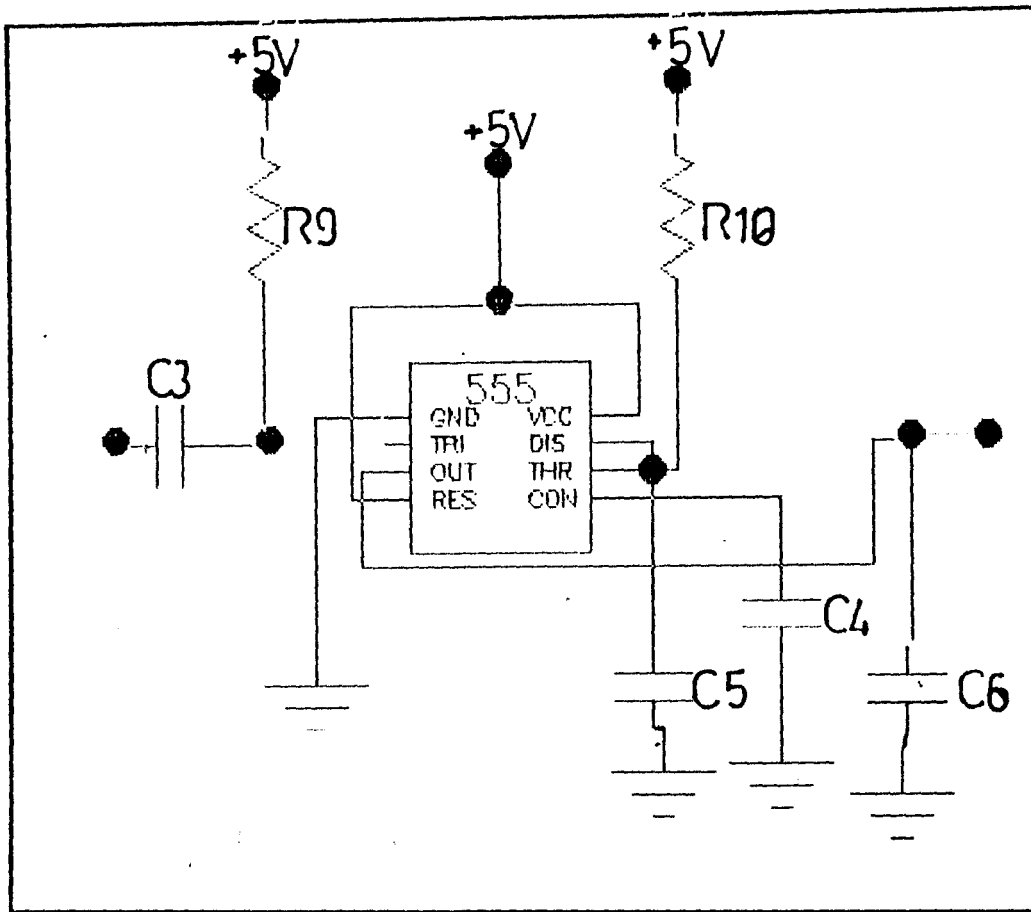 +5V
+5V
+5V
R9
R10
C3
555
GND VCC
TRI DIS
OUT THR
RES CON
C4
C5
C6